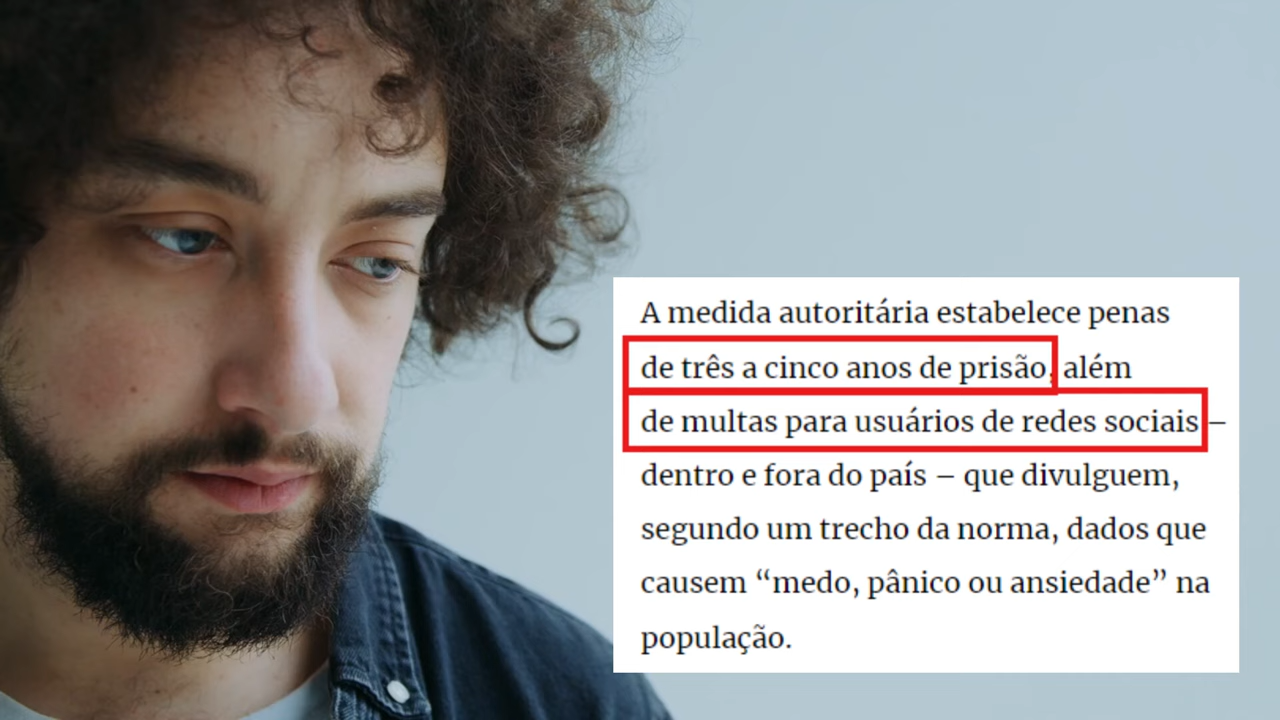 A medida autoritária estabelece penas
de três a cinco anos de prisão, além
de multas para usuários de redes sociais –
dentro e fora do país – que divulguem,
segundo um trecho da norma, dados que
causem “medo, pânico ou ansiedade” na
população.